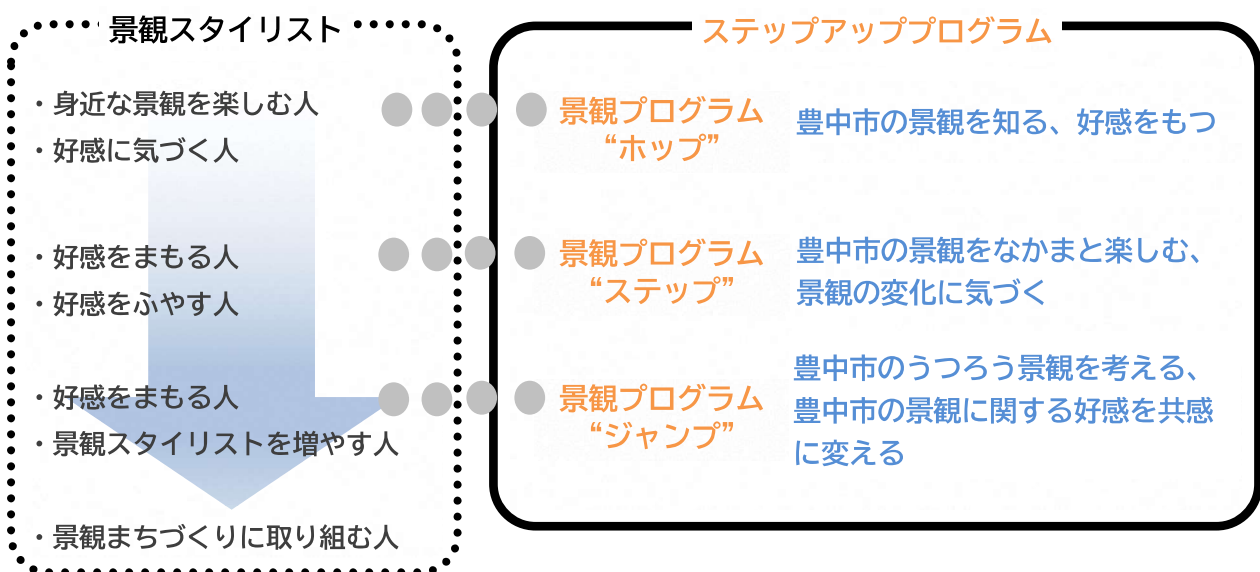 景観スタイリスト
・身近な景観を楽しむ人
・好感に気づく人
・好感をまもる人
・好感をふやす人
・好感をまもる人
・景観スタイリストを増やす人
・景観まちづくりに取り組む人
ステップアッププログラム
景観プログラム
“ホップ”
豊中市の景観を知る、好感をもつ
景観プログラム
“ステップ”
豊中市の景観をなかまと楽しむ、
景観の変化に気づく
景観プログラム
“ジャンプ”
豊中市のうつろう景観を考える、
豊中市の景観に関する好感を共感
に変える